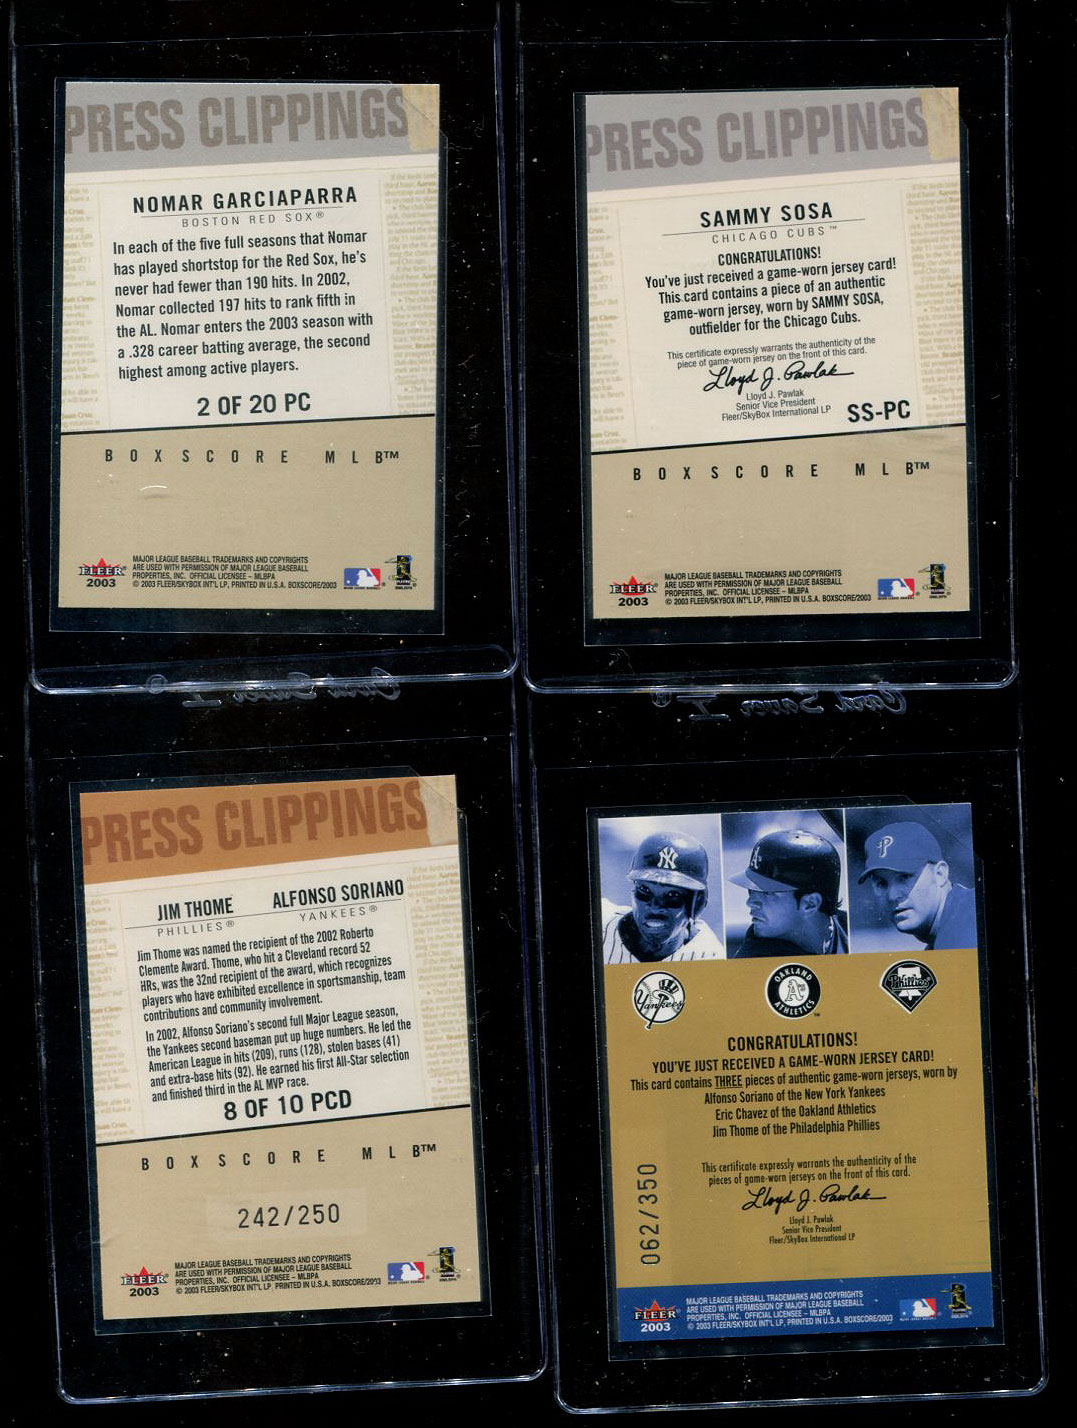 PRESS CLIPPINGS
NOMAR GARCIAPARRA
BOSTON RED SOX®
In each of the five full seasons that Nomar
has played shortstop for the Red Sox, he's
never had fewer than 190 hits. In 2002,
Nomar collected 197 hits to rank fifth in
the AL. Nomar enters the 2003 season with
a .328 career batting average, the second
highest among active players.
2 OF 20 PC
BOXSCORE MLB™
FLEER
2003
MAJOR LEAGUE BASEBALL TRADEMARKS AND COPYRIGHTS
ARE USED WITH PERMISSION OF MAJOR LEAGUE BASEBALL
PROPERTIES, INC. OFFICIAL LICENSEE - MLBPA
© 2003 FLEER/SKYBOX INT'L LP, PRINTED IN U.S.A. BOXSCORE/2003
PRESS CLIPPINGS
SAMMY SOSA
CHICAGO CUBS™
CONGRATULATIONS!
You've just received a game-worn jersey card!
This card contains a piece of an authentic
game-worn jersey, worn by SAMMY SOSA,
outfielder for the Chicago Cubs.
This certificate expressly warrants the authenticity of the
piece of game-worn jersey on the front of this card.
Lloyd J. Pawlak
Lloyd J. Pawlak
Senior Vice President
Fleer/SkyBox International LP
SS-PC
BOXSCORE MLB™
FLEER
2003
MAJOR LEAGUE BASEBALL TRADEMARKS AND COPYRIGHTS
ARE USED WITH PERMISSION OF MAJOR LEAGUE BASEBALL
PROPERTIES, INC. OFFICIAL LICENSEE - MLBPA
© 2003 FLEER/SKYBOX INT'L LP, PRINTED IN U.S.A. BOXSCORE/2003
Card Saver I®
Card Saver I®
PRESS CLIPPINGS
JIM THOME ALFONSO SORIANO
PHILLIES® YANKEES®
Jim Thome was named the recipient of the 2002 Roberto
Clemente Award. Thome, who hit a Cleveland record 52
HRs, was the 32nd recipient of the award, which recognizes
players who have exhibited excellence in sportsmanship, team
contributions and community involvement.
In 2002, Alfonso Soriano's second full Major League season,
the Yankees second baseman put up huge numbers. He led the
American League in hits (209), runs (128), stolen bases (41)
and extra-base hits (92). He earned his first All-Star selection
and finished third in the AL MVP race.
8 OF 10 PCD
BOXSCORE MLB™
242/250
FLEER
2003
MAJOR LEAGUE BASEBALL TRADEMARKS AND COPYRIGHTS
ARE USED WITH PERMISSION OF MAJOR LEAGUE BASEBALL
PROPERTIES, INC. OFFICIAL LICENSEE - MLBPA
© 2003 FLEER/SKYBOX INT'L LP, PRINTED IN U.S.A. BOXSCORE/2003
Yankees
OAKLAND A's ATHLETICS™
Phillies
CONGRATULATIONS!
YOU'VE JUST RECEIVED A GAME-WORN JERSEY CARD!
This card contains THREE pieces of authentic game-worn jerseys, worn by
Alfonso Soriano of the New York Yankees
Eric Chavez of the Oakland Athletics
Jim Thome of the Philadelphia Phillies
This certificate expressly warrants the authenticity of the
pieces of game-worn jerseys on the front of this card.
Lloyd J. Pawlak
Lloyd J. Pawlak
Senior Vice President
Fleer/SkyBox International LP
062/350
FLEER
2003
MAJOR LEAGUE BASEBALL TRADEMARKS AND COPYRIGHTS
ARE USED WITH PERMISSION OF MAJOR LEAGUE BASEBALL
PROPERTIES, INC. OFFICIAL LICENSEE - MLBPA
© 2003 FLEER/SKYBOX INT'L LP, PRINTED IN U.S.A. BOXSCORE/2003